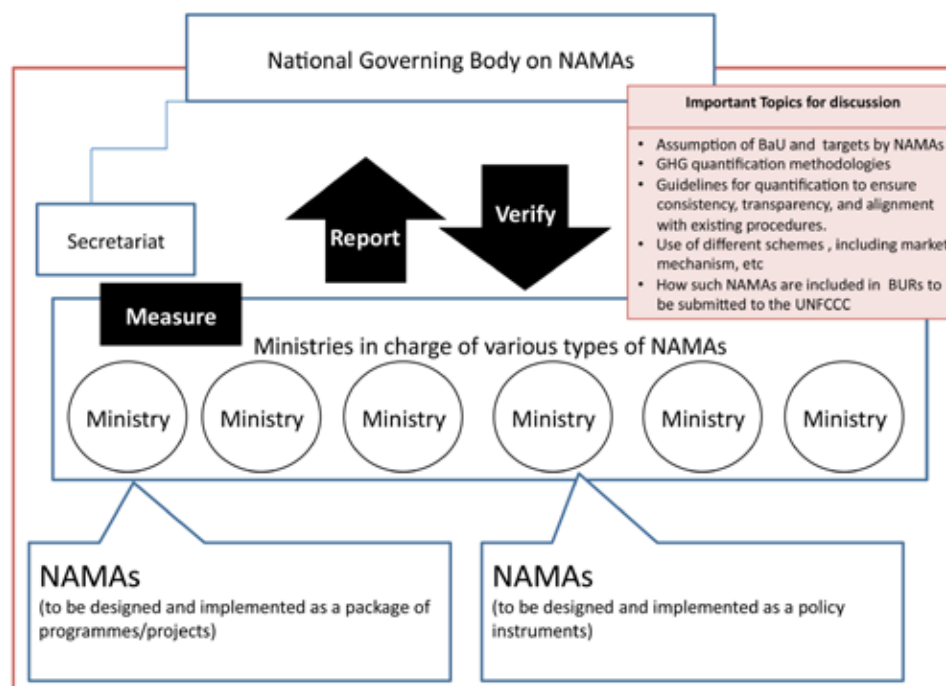 National Governing Body on NAMAs
Important Topics for discussion
• Assumption of BaU and targets by NAMAs
• GHG quantification methodologies
• Guidelines for quantification to ensure
consistency, transparency, and alignment
with existing procedures.
• Use of different schemes , including market
mechanism, etc
• How such NAMAs are included in BURs to
be submitted to the UNFCCC
Secretariat
Report
Verify
Measure
Ministries in charge of various types of NAMAs
Ministry
Ministry
Ministry
Ministry
Ministry
Ministry
NAMAs
(to be designed and implemented as a package of
programmes/projects)
NAMAs
(to be designed and implemented as a policy
instruments)